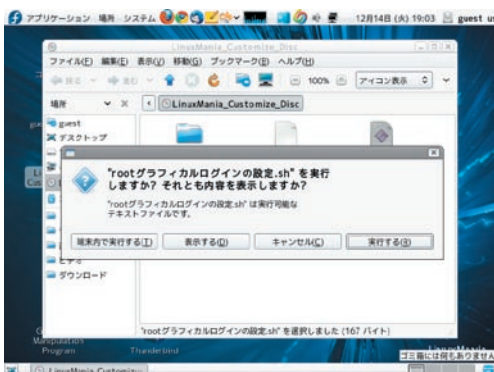 アプリケーション 場所 システム 12月14日 (火) 19:03 guest us
LinuxMania_Customize_Disc
ファイル(F) 編集(E) 表示(V) 移動(G) ブックマーク(B) ヘルプ(H)
100% アイコン表示
場所 LinuxMania_Customize_Disc
guest
デスクトップ
"rootグラフィカルログインの設定.sh" を実行
しますか? それとも内容を表示しますか?
"rootグラフィカルログインの設定.sh" は実行可能な
テキストファイルです。
端末内で実行する(T) 表示する(D) キャンセル(C) 実行する(R)
ビデオ
ダウンロード
"rootグラフィカルログインの設定.sh" を選択しました (167 バイト)
Manipulation
Program Thunderbird
ゴミ箱には何もありません